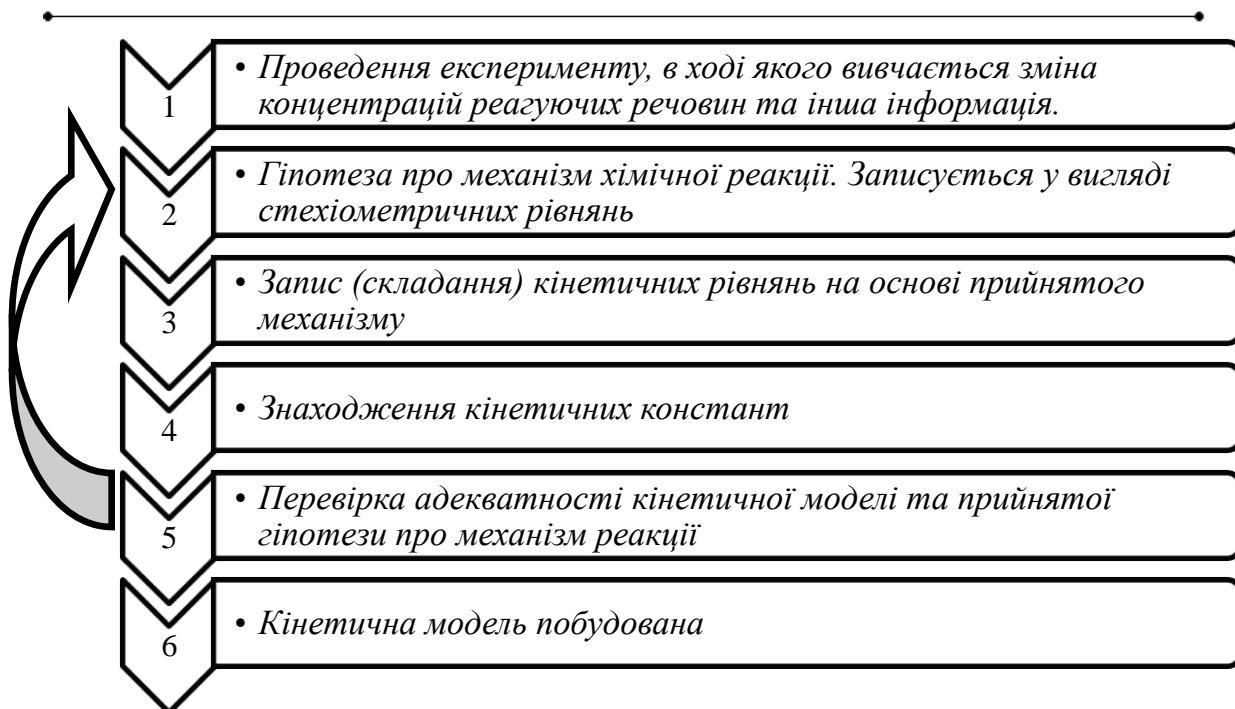 1
• Проведення експерименту, в ході якого вивчається зміна
концентрацій реагуючих речовин та інша інформація.
2
• Гіпотеза про механізм хімічної реакції. Записується у вигляді
стехіометричних рівнянь
3
• Запис (складання) кінетичних рівнянь на основі прийнятого
механізму
4
• Знаходження кінетичних констант
5
• Перевірка адекватності кінетичної моделі та прийнятої
гіпотези про механізм реакції
6
• Кінетична модель побудована